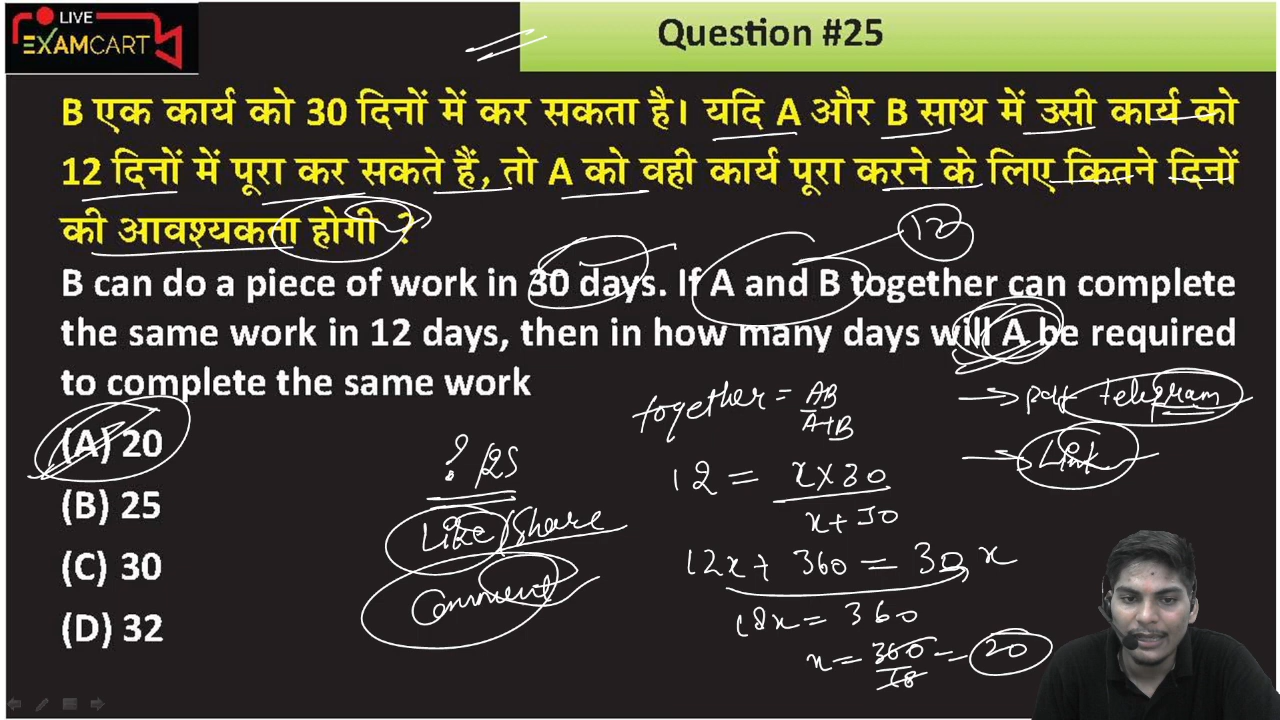 LIVE
EXAMCART
Question #25
B एक कार्य को 30 दिनों में कर सकता है। यदि A और B साथ में उसी कार्य को
12 दिनों में पूरा कर सकते हैं, तो A को वही कार्य पूरा करने के लिए कितने दिनों
की आवश्यकता होगी ?
12
B can do a piece of work in 30 days. If A and B together can complete
the same work in 12 days, then in how many days will A be required
to complete the same work
(A) 20
(B) 25
(C) 30
(D) 32
? /25
Like/Share
Comment
together = AB/A+B
12 = x×30/x+30
12x + 360 = 30x
18x = 360
x = 360/18 = 20
→ pdf telegram
→ Link